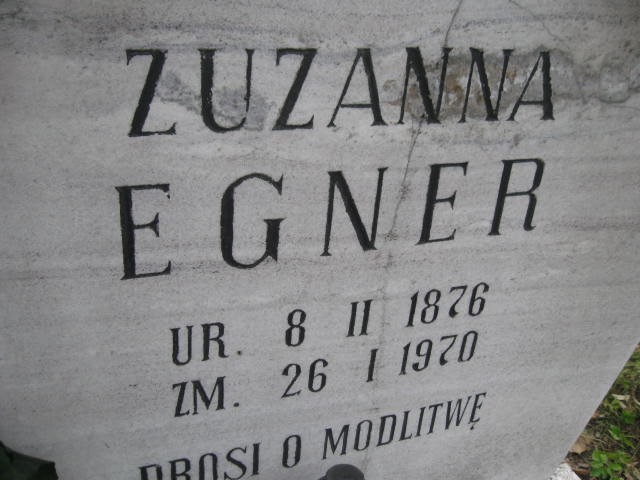 ZUZANNA
EGNER
UR. 8 II 1876
ZM. 26 I 1970
PROSI O MODLITWĘ